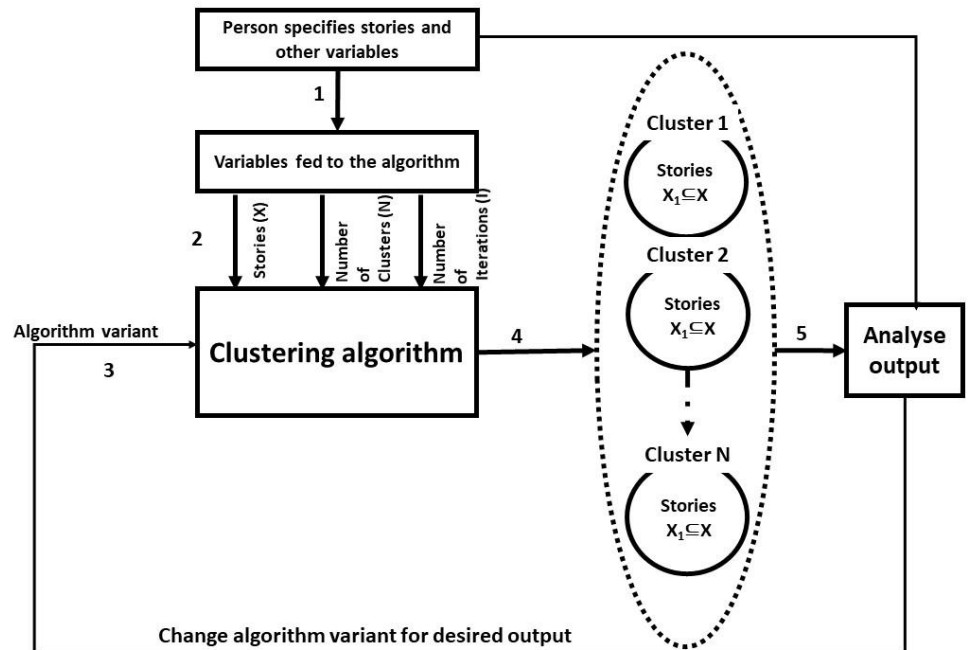 Person specifies stories and
other variables
1
Variables fed to the algorithm
2
Stories (X)
Number
of
Clusters (N)
Number
of
Iterations (I)
Algorithm variant
3
Clustering algorithm
4
Cluster 1
Stories
X₁⊆X
Cluster 2
Stories
X₁⊆X
Cluster N
Stories
X₁⊆X
5
Analyse
output
Change algorithm variant for desired output